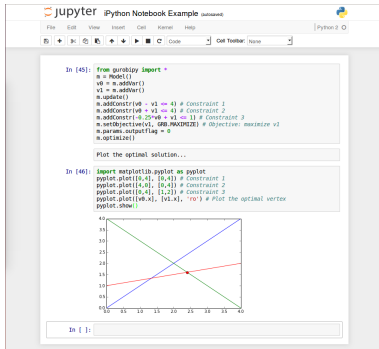 jupyter iPython Notebook Example (autosaved)
File Edit View Insert Cell Kernel Help Python 2
Code Cell Toolbar: None
In [45]: from gurobipy import *
m = Model()
v0 = m.addVar()
v1 = m.addVar()
m.update()
m.addConstr(v0 - v1 <= 4) # Constraint 1
m.addConstr(v0 + v1 <= 4) # Constraint 2
m.addConstr(-0.25*v0 + v1 <= 1) # Constraint 3
m.setObjective(v1, GRB.MAXIMIZE) # Objective: maximize v1
m.params.outputflag = 0
m.optimize()
Plot the optimal solution...
In [46]: import matplotlib.pyplot as pyplot
pyplot.plot([0,4], [0,4]) # Constraint 1
pyplot.plot([4,0], [0,4]) # Constraint 2
pyplot.plot([0,4], [1,2]) # Constraint 3
pyplot.plot([v0.x], [v1.x], 'ro') # Plot the optimal vertex
pyplot.show()
4.0
3.5
3.0
2.5
2.0
1.5
1.0
0.5
0.0
0.0 0.5 1.0 1.5 2.0 2.5 3.0 3.5 4.0
In [ ]: